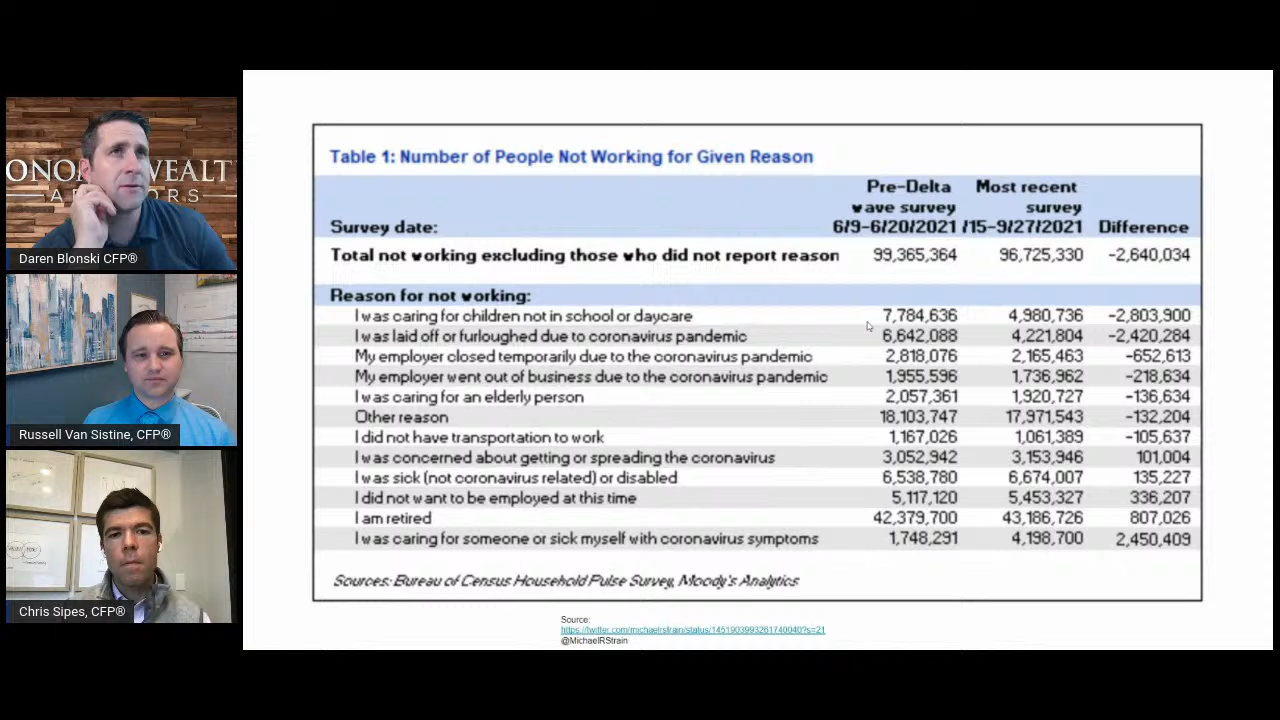 ONO WEALT
A ORS
Daren Blonski CFP®
Russell Van Sistine, CFP®
Chris Sipes, CFP®
Table 1: Number of People Not Working for Given Reason
Pre-Delta Most recent
wave survey survey
Survey date: 6/9-6/20/2021 /15-9/27/2021 Difference
Total not working excluding those who did not report reason 99,365,364 96,725,330 -2,640,034
Reason for not working:
I was caring for children not in school or daycare 7,784,636 4,980,736 -2,803,900
I was laid off or furloughed due to coronavirus pandemic 6,642,088 4,221,804 -2,420,284
My employer closed temporarily due to the coronavirus pandemic 2,818,076 2,165,463 -652,613
My employer went out of business due to the coronavirus pandemic 1,955,596 1,736,962 -218,634
I was caring for an elderly person 2,057,361 1,920,727 -136,634
Other reason 18,103,747 17,971,543 -132,204
I did not have transportation to work 1,167,026 1,061,389 -105,637
I was concerned about getting or spreading the coronavirus 3,052,942 3,153,946 101,004
I was sick (not coronavirus related) or disabled 6,538,780 6,674,007 135,227
I did not want to be employed at this time 5,117,120 5,453,327 336,207
I am retired 42,379,700 43,186,726 807,026
I was caring for someone or sick myself with coronavirus symptoms 1,748,291 4,198,700 2,450,409
Sources: Bureau of Census Household Pulse Survey, Moody's Analytics
Source:
https://twitter.com/michaelrstrain/status/1451903993261740040?s=21
@MichaelRStrain